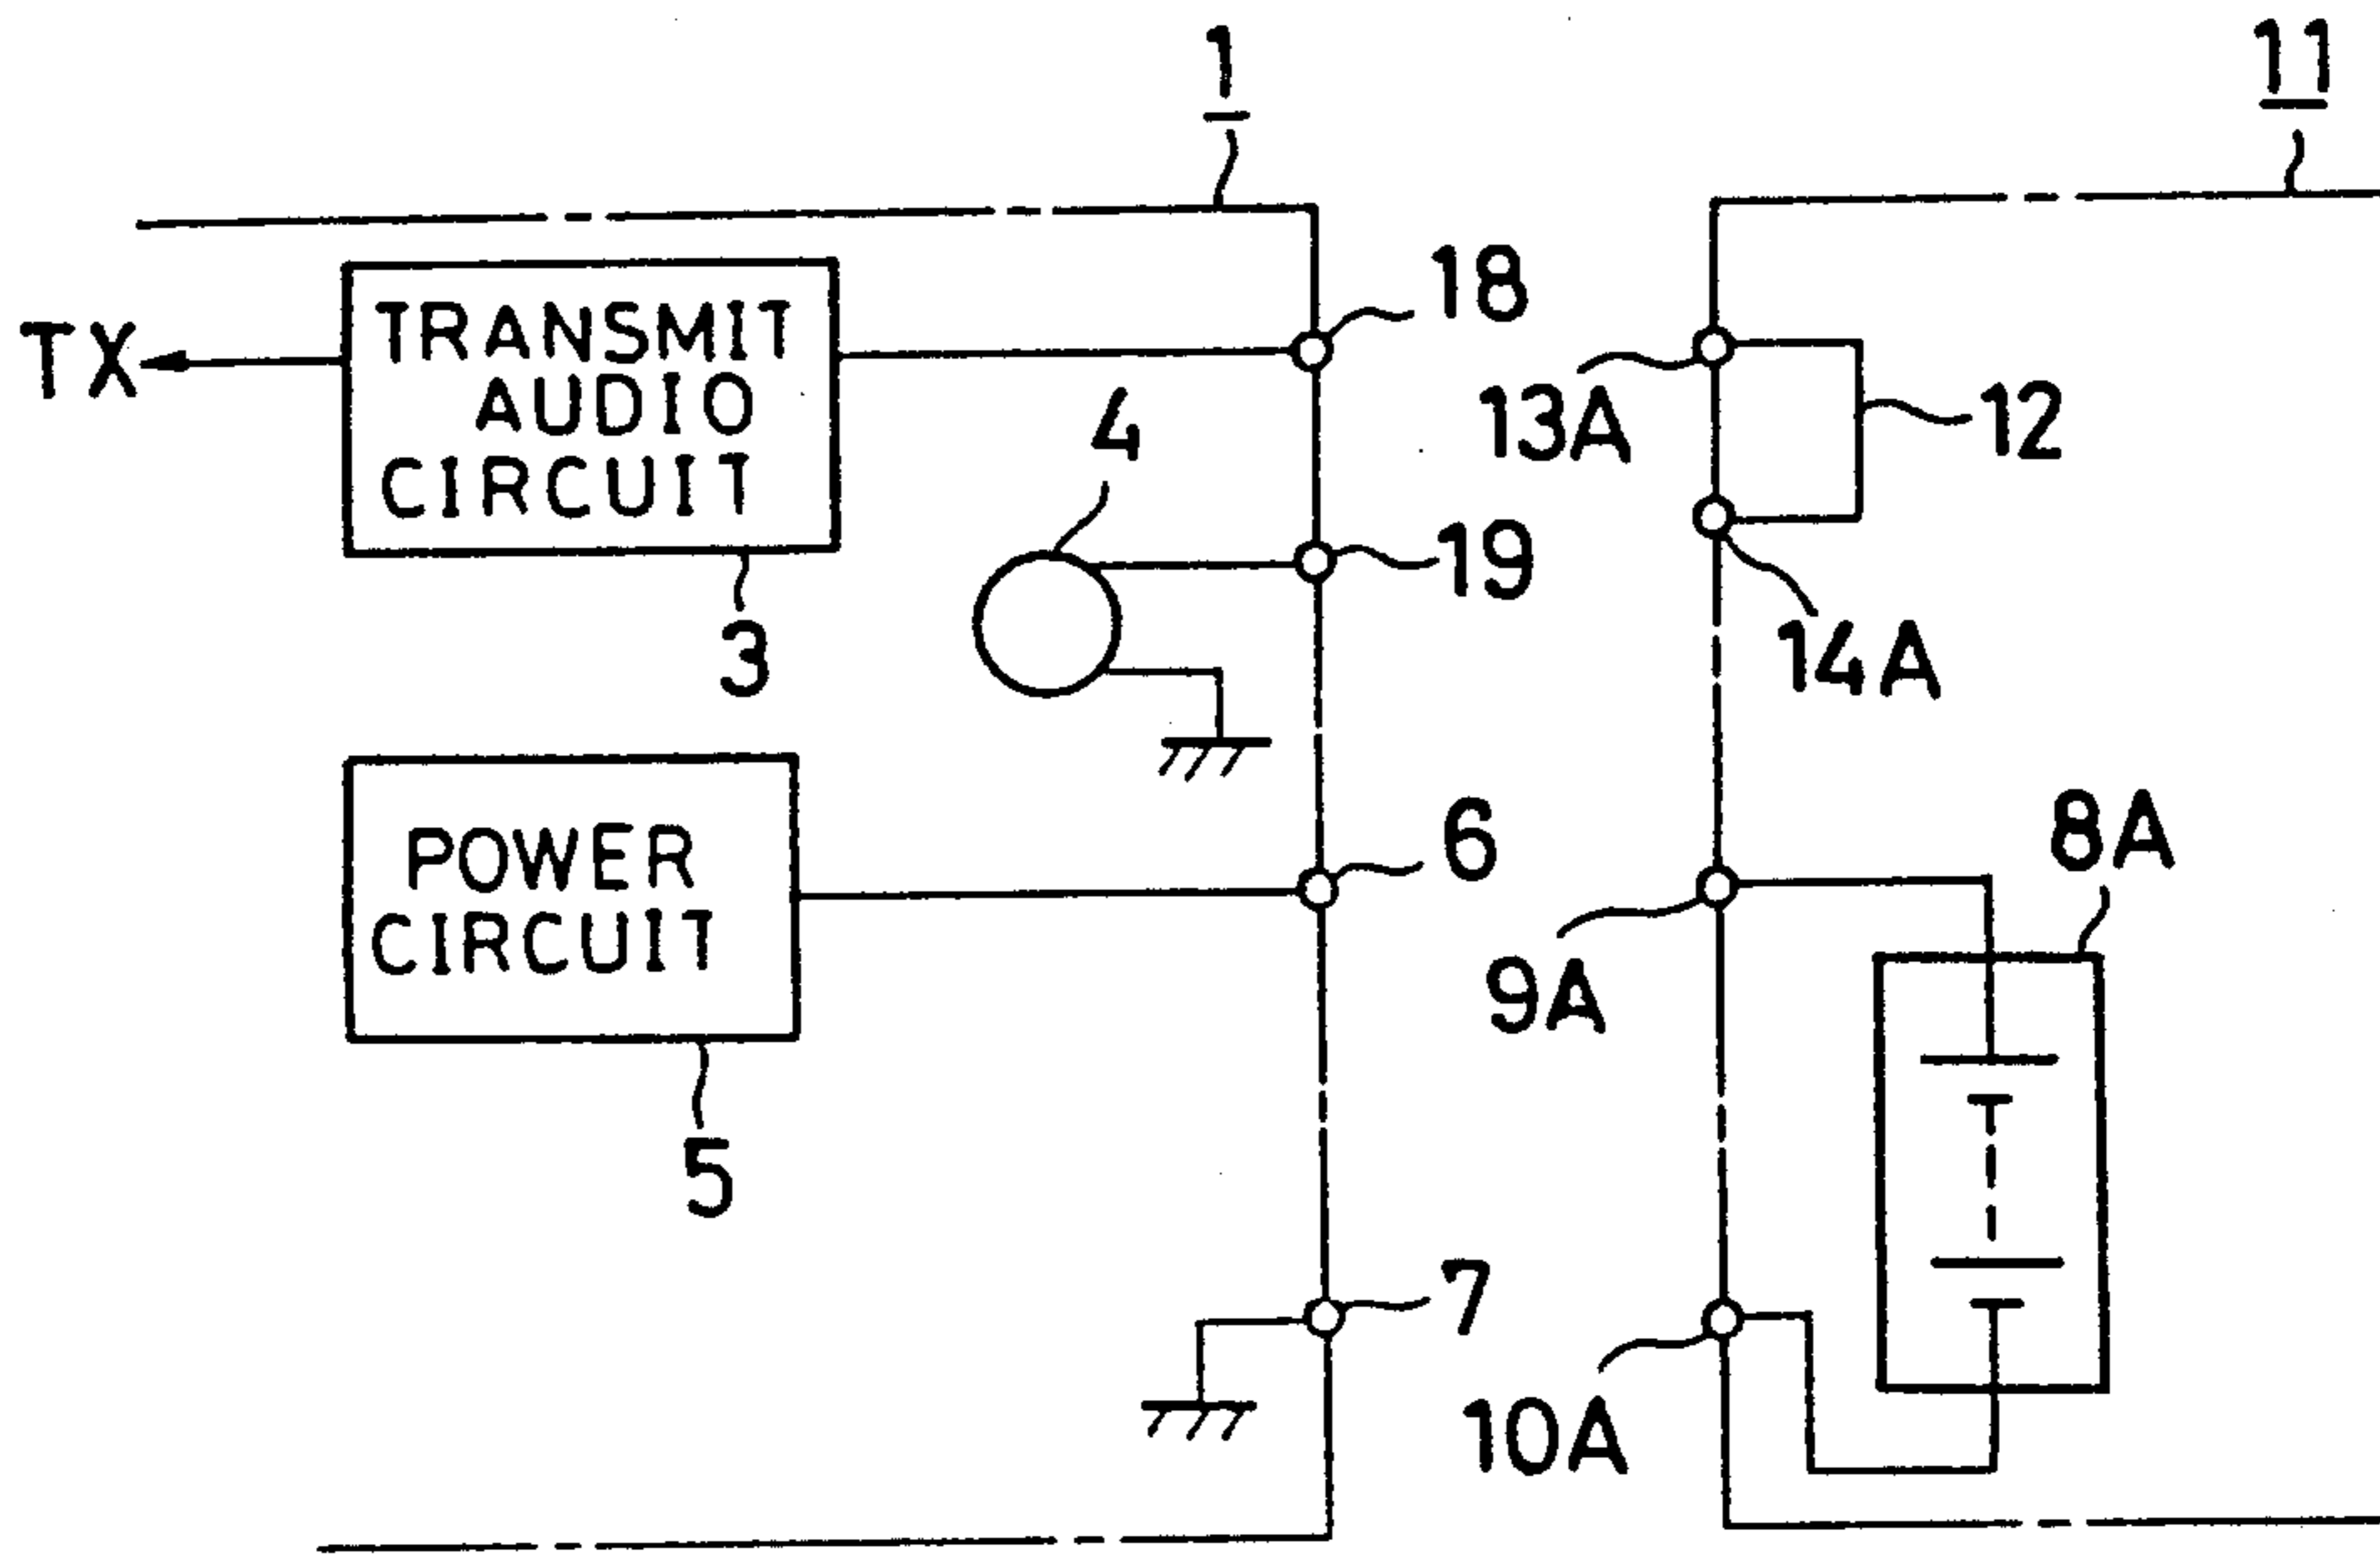 1
11
18
TX
TRANSMIT
AUDIO
CIRCUIT
4
13A
12
19
3
14A
6
8A
POWER
CIRCUIT
9A
5
7
10A